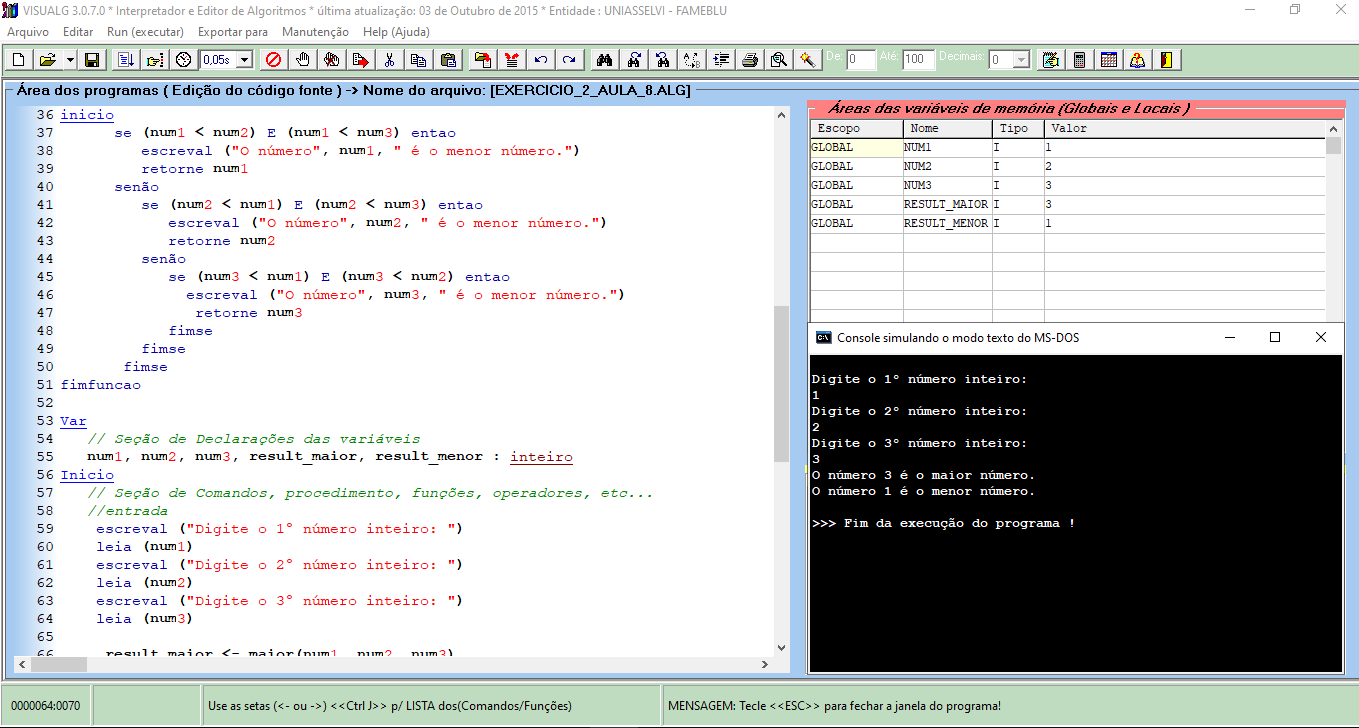 VISUALG 3.0.7.0 * Interpretador e Editor de Algoritmos * última atualização: 03 de Outubro de 2015 * Entidade : UNIASSELVI - FAMEBLU
Arquivo Editar Run (executar) Exportar para Manutenção Help (Ajuda)
0,05s De: 0 Até: 100 Decimais: 0
Área dos programas ( Edição do código fonte ) -> Nome do arquivo: [EXERCICIO_2_AULA_8.ALG]
36 inicio
37 se (num1 < num2) E (num1 < num3) entao
38 escreval ("O número", num1, " é o menor número.")
39 retorne num1
40 senão
41 se (num2 < num1) E (num2 < num3) entao
42 escreval ("O número", num2, " é o menor número.")
43 retorne num2
44 senão
45 se (num3 < num1) E (num3 < num2) entao
46 escreval ("O número", num3, " é o menor número.")
47 retorne num3
48 fimse
49 fimse
50 fimse
51 fimfuncao
52
53 Var
54 // Seção de Declarações das variáveis
55 num1, num2, num3, result_maior, result_menor : inteiro
56 Inicio
57 // Seção de Comandos, procedimento, funções, operadores, etc...
58 //entrada
59 escreval ("Digite o 1º número inteiro: ")
60 leia (num1)
61 escreval ("Digite o 2º número inteiro: ")
62 leia (num2)
63 escreval ("Digite o 3º número inteiro: ")
64 leia (num3)
65
66 result_maior <- maior(num1, num2, num3)
Áreas das variáveis de memória (Globais e Locais )
Escopo Nome Tipo Valor
GLOBAL NUM1 I 1
GLOBAL NUM2 I 2
GLOBAL NUM3 I 3
GLOBAL RESULT_MAIOR I 3
GLOBAL RESULT_MENOR I 1
Console simulando o modo texto do MS-DOS
Digite o 1º número inteiro:
1
Digite o 2º número inteiro:
2
Digite o 3º número inteiro:
3
O número 3 é o maior número.
O número 1 é o menor número.
>>> Fim da execução do programa !
0000064:0070 Use as setas (<- ou ->) <<Ctrl J>> p/ LISTA dos(Comandos/Funções) MENSAGEM: Tecle <<ESC>> para fechar a janela do programa!